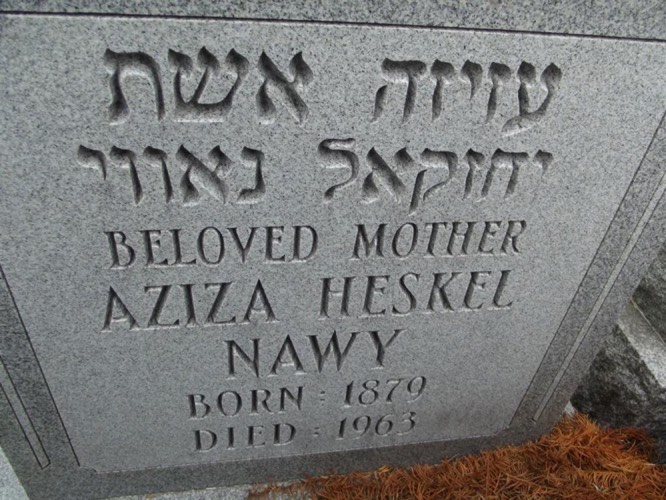 עזיזה אשת
יחזקאל נאווי
BELOVED MOTHER
AZIZA HESKEL
NAWY
BORN : 1879
DIED : 1963